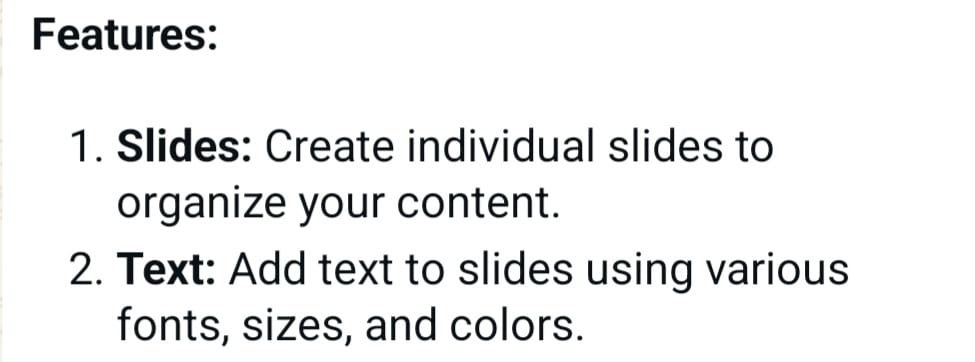 Features:
1. Slides: Create individual slides to
organize your content.
2. Text: Add text to slides using various
fonts, sizes, and colors.